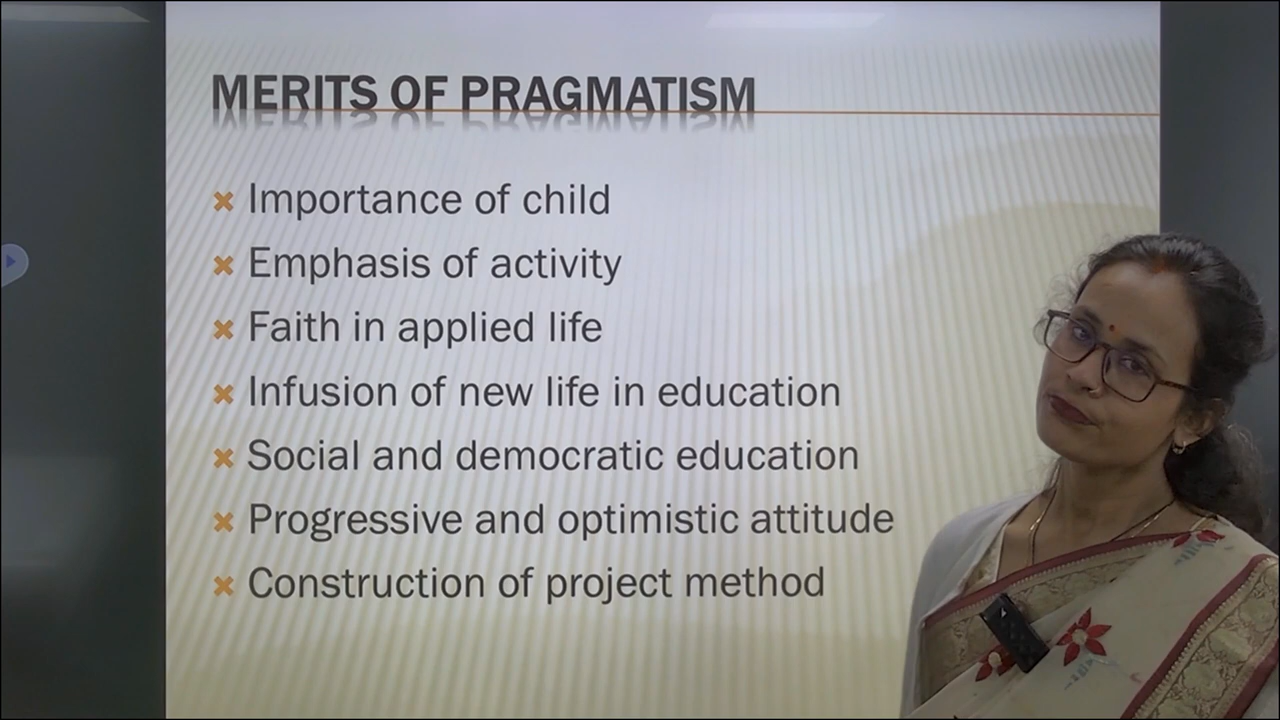 MERITS OF PRAGMATISM
Importance of child
Emphasis of activity
Faith in applied life
Infusion of new life in education
Social and democratic education
Progressive and optimistic attitude
Construction of project method